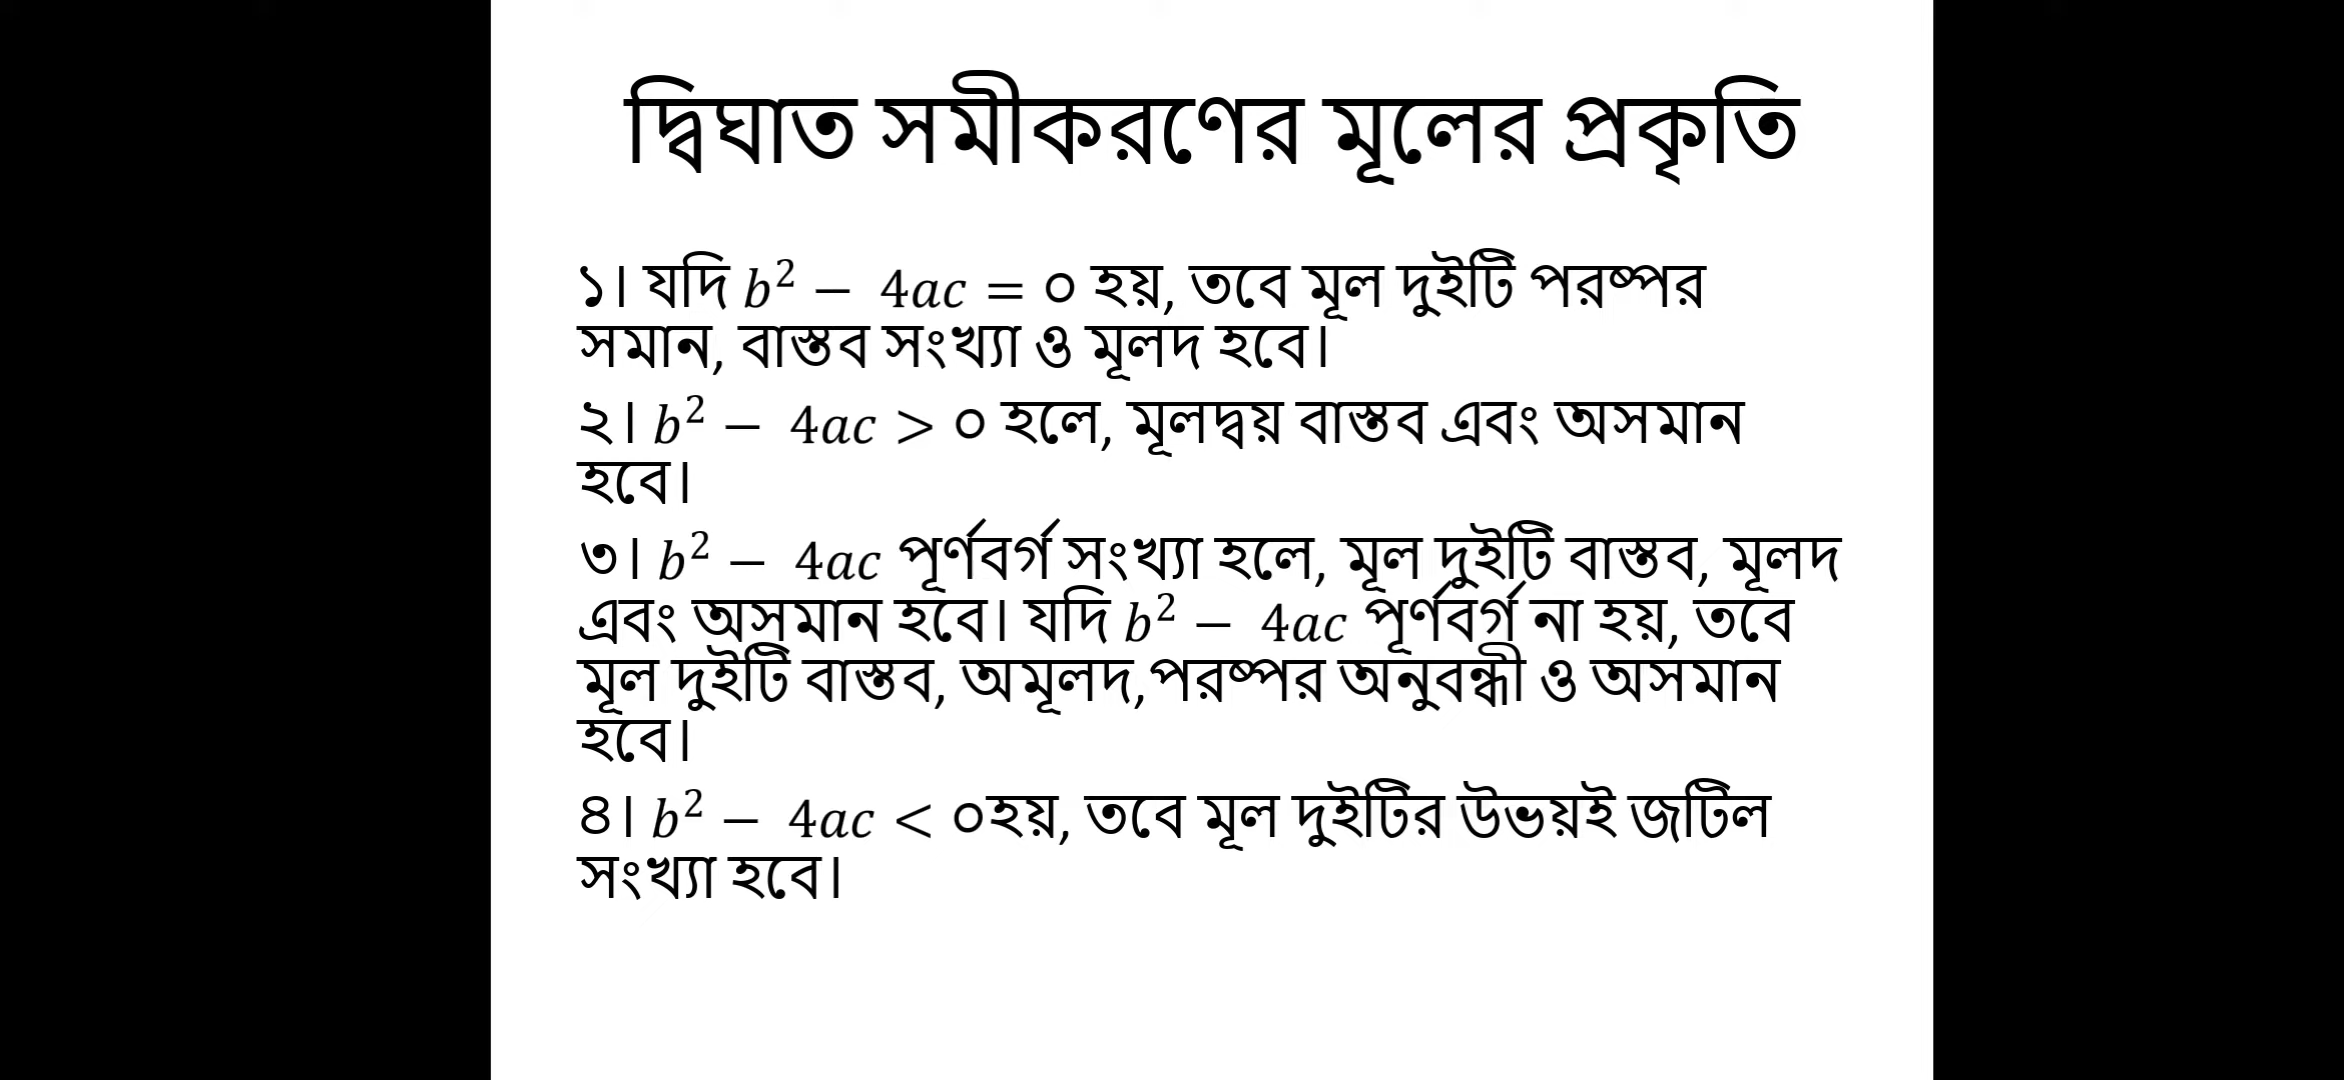 দ্বিঘাত সমীকরণের মূলের প্রকৃতি
১। যদি b² − 4ac = ০ হয়, তবে মূল দুইটি পরষ্পর
সমান, বাস্তব সংখ্যা ও মূলদ হবে।
২। b² − 4ac > ০ হলে, মূলদ্বয় বাস্তব এবং অসমান
হবে।
৩। b² − 4ac পূর্ণবর্গ সংখ্যা হলে, মূল দুইটি বাস্তব, মূলদ
এবং অসমান হবে। যদি b² − 4ac পূর্ণবর্গ না হয়, তবে
মূল দুইটি বাস্তব, অমূলদ,পরষ্পর অনুবন্ধী ও অসমান
হবে।
৪। b² − 4ac < ০হয়, তবে মূল দুইটির উভয়ই জটিল
সংখ্যা হবে।